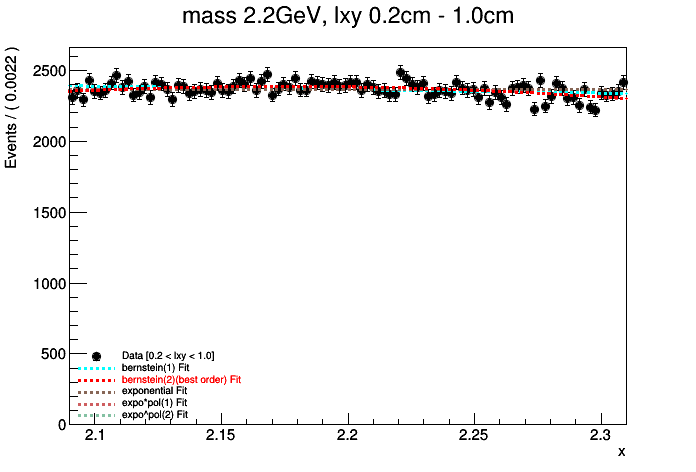 mass 2.2GeV, lxy 0.2cm - 1.0cm
Events / ( 0.0022 )
2500
2000
1500
1000
500
0
Data [0.2 < lxy < 1.0]
bernstein(1) Fit
bernstein(2)(best order) Fit
exponential Fit
expo*pol(1) Fit
expo*pol(2) Fit
2.1
2.15
2.2
2.25
2.3
x